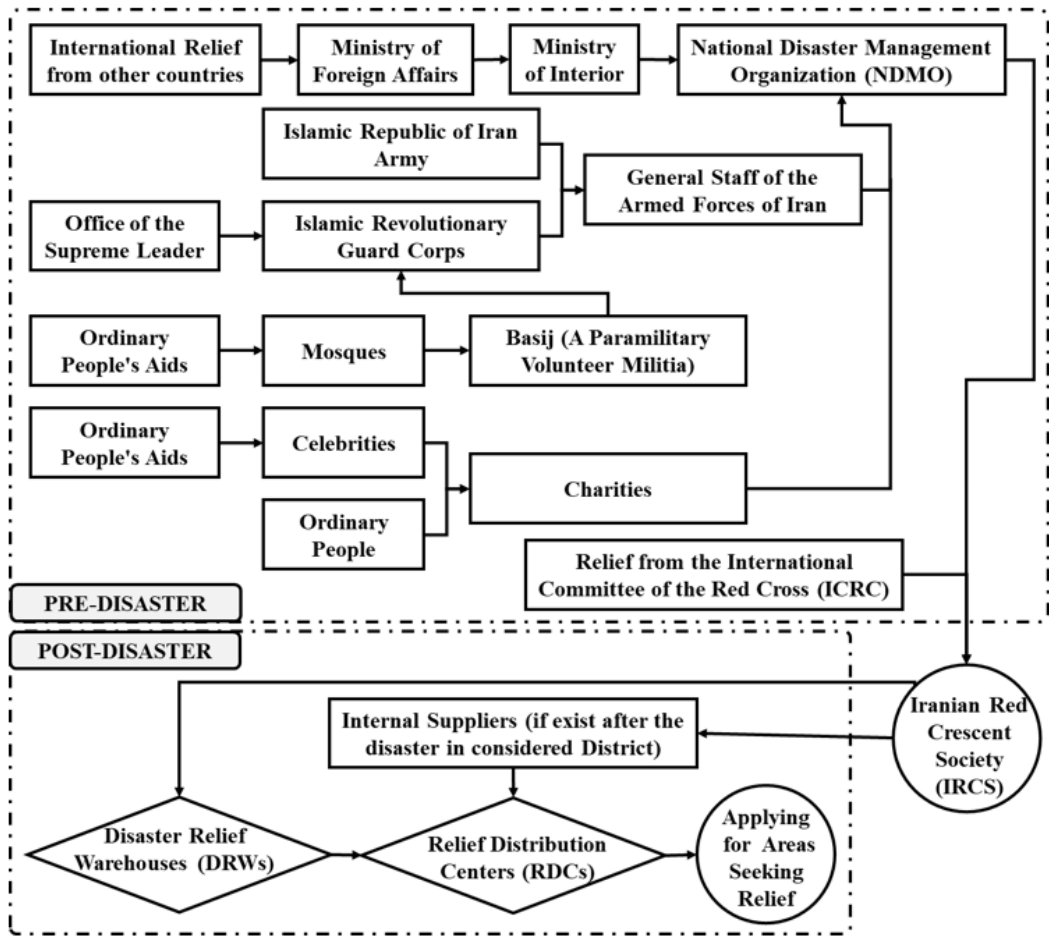 International Relief
from other countries
Ministry of
Foreign Affairs
Ministry
of Interior
National Disaster Management
Organization (NDMO)
Islamic Republic of Iran
Army
General Staff of the
Armed Forces of Iran
Office of the
Supreme Leader
Islamic Revolutionary
Guard Corps
Ordinary
People's Aids
Mosques
Basij (A Paramilitary
Volunteer Militia)
Ordinary
People's Aids
Celebrities
Charities
Ordinary
People
Relief from the International
Committee of the Red Cross (ICRC)
PRE-DISASTER
POST-DISASTER
Iranian Red
Crescent
Society
(IRCS)
Internal Suppliers (if exist after the
disaster in considered District)
Disaster Relief
Warehouses (DRWs)
Relief Distribution
Centers (RDCs)
Applying
for Areas
Seeking
Relief